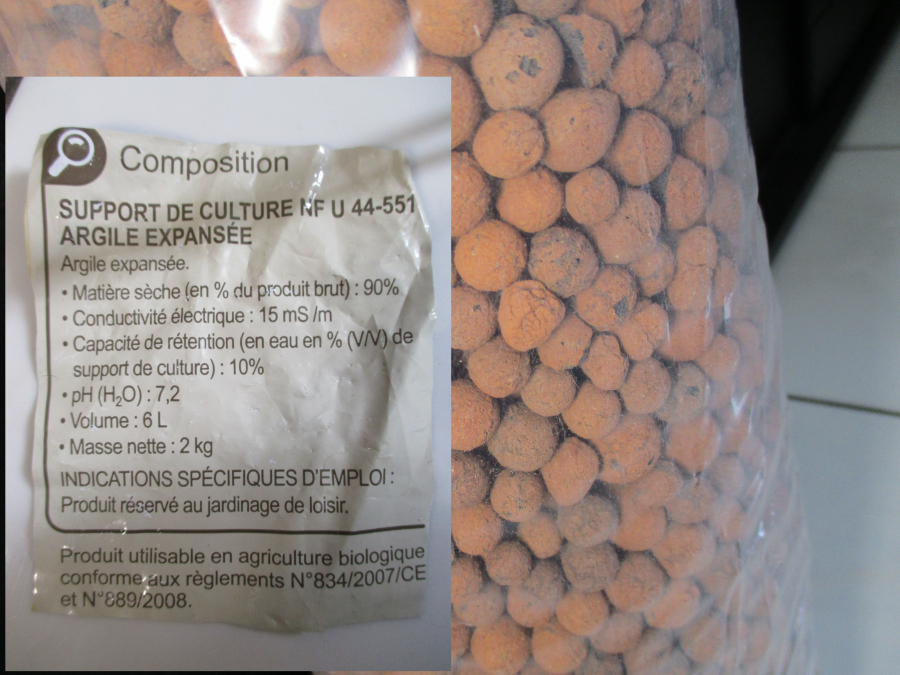 Composition
SUPPORT DE CULTURE NF U 44-551
ARGILE EXPANSÉE
Argile expansée.
• Matière sèche (en % du produit brut) : 90%
• Conductivité électrique : 15 mS /m
• Capacité de rétention (en eau en % (V/V) de
support de culture) : 10%
• pH (H₂O) : 7,2
• Volume : 6 L
• Masse nette : 2 kg
INDICATIONS SPÉCIFIQUES D'EMPLOI :
Produit réservé au jardinage de loisir.
Produit utilisable en agriculture biologique
conforme aux règlements N°834/2007/CE
et N°889/2008.